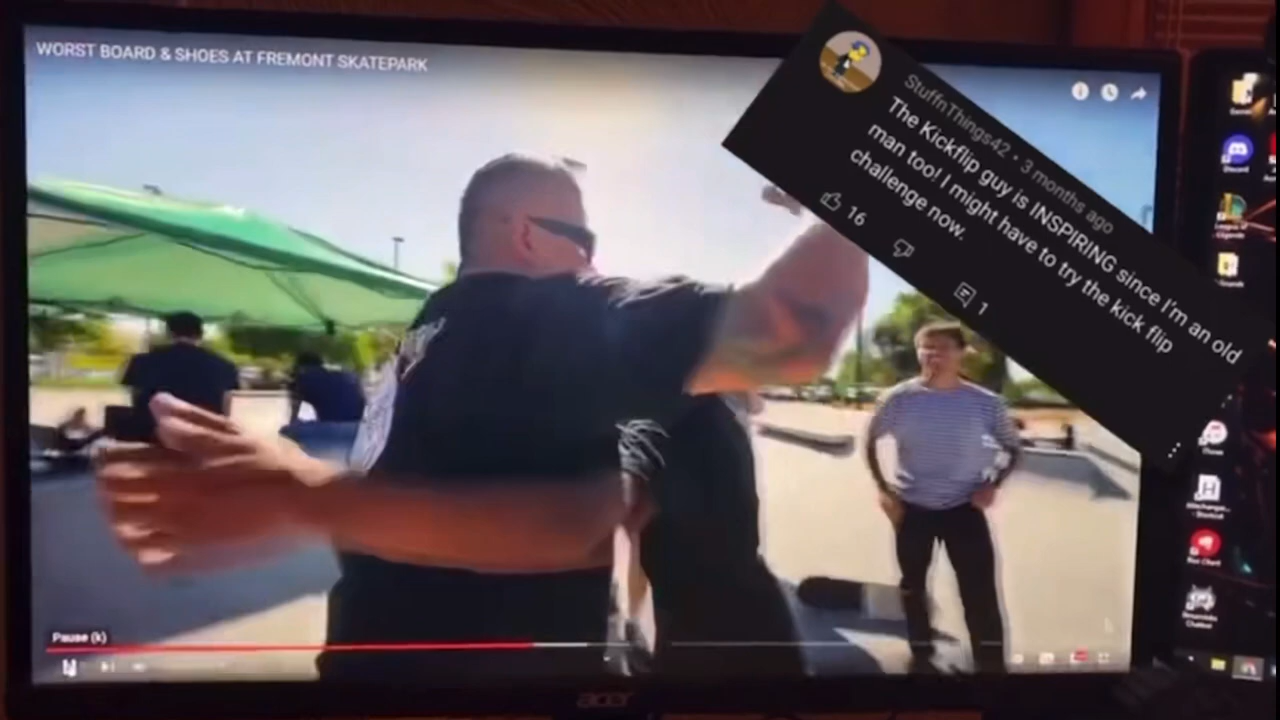 WORST BOARD & SHOES AT FREMONT SKATEPARK
StuffnThings42 • 3 months ago
The Kickflip guy is INSPIRING since I'm an old
man too! I might have to try the kick flip
challenge now.
16
1
Pause (k)
acer
Discord